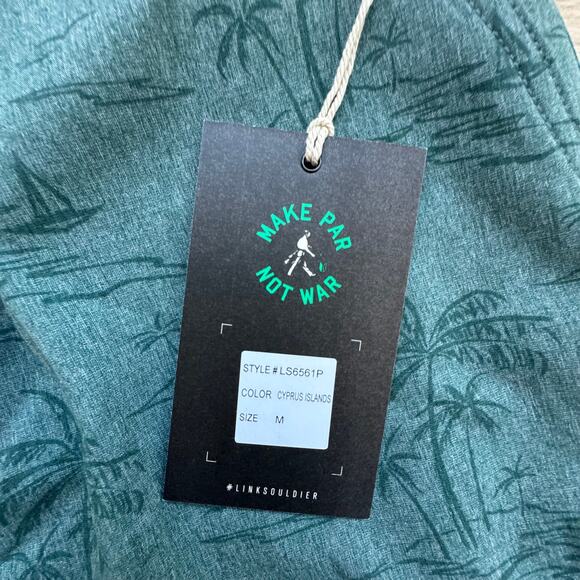 MAKE PAR
NOT WAR
STYLE # LS6561P
COLOR CYPRUS ISLANDS
SIZE M
#LINKSOULDIER